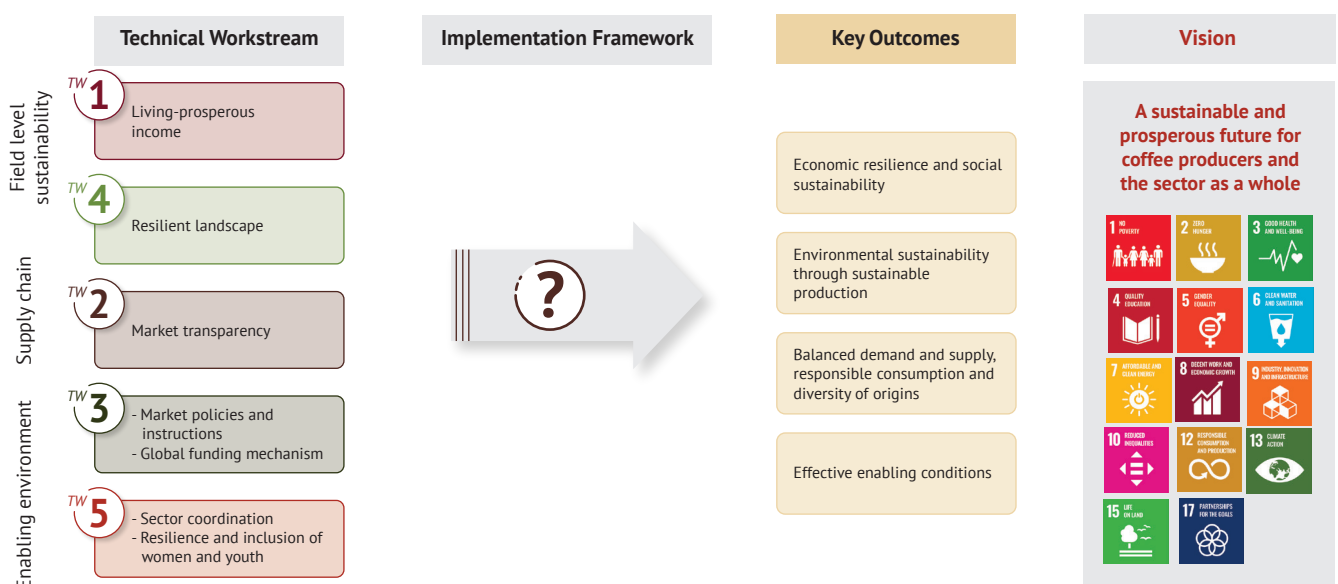 Technical Workstream
Implementation Framework
Key Outcomes
Vision
Field level
sustainability
Supply chain
Enabling environment
TW
1
Living-prosperous
income
TW
4
Resilient landscape
TW
2
Market transparency
TW
3
- Market policies and
instructions
- Global funding mechanism
TW
5
- Sector coordination
- Resilience and inclusion of
women and youth
?
Economic resilience and social
sustainability
Environmental sustainability
through sustainable
production
Balanced demand and supply,
responsible consumption and
diversity of origins
Effective enabling conditions
A sustainable and
prosperous future for
coffee producers and
the sector as a whole
1 NO
POVERTY
2 ZERO
HUNGER
3 GOOD HEALTH
AND WELL-BEING
4 QUALITY
EDUCATION
5 GENDER
EQUALITY
6 CLEAN WATER
AND SANITATION
7 AFFORDABLE AND
CLEAN ENERGY
8 DECENT WORK AND
ECONOMIC GROWTH
9 INDUSTRY, INNOVATION
AND INFRASTRUCTURE
10 REDUCED
INEQUALITIES
12 RESPONSIBLE
CONSUMPTION
AND PRODUCTION
13 CLIMATE
ACTION
15 LIFE
ON LAND
17 PARTNERSHIPS
FOR THE GOALS